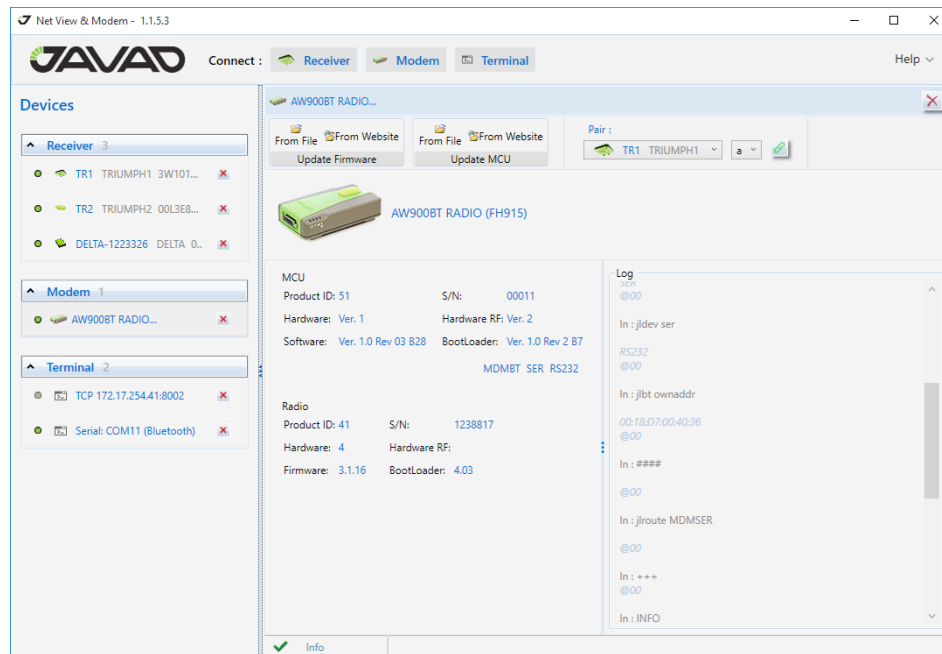 Net View & Modem - 1.1.5.3
JAVAD
Connect : Receiver Modem Terminal
Help
Devices
Receiver 3
TR1 TRIUMPH1 3W101...
TR2 TRIUMPH2 00L3E8...
DELTA-1223326 DELTA 0..
Modem 1
AW900BT RADIO...
Terminal 2
TCP 172.17.254.41:8002
Serial: COM11 (Bluetooth)
AW900BT RADIO...
From File From Website
Update Firmware
From File From Website
Update MCU
Pair :
TR1 TRIUMPH1 a
AW900BT RADIO (FH915)
MCU
Product ID: 51 S/N: 00011
Hardware: Ver. 1 Hardware RF: Ver. 2
Software: Ver. 1.0 Rev 03 B28 BootLoader: Ver. 1.0 Rev 2 B7
MDMBT SER RS232
Radio
Product ID: 41 S/N: 1238817
Hardware: 4 Hardware RF:
Firmware: 3.1.16 BootLoader: 4.03
Log
SER
@00
In : jldev ser
RS232
@00
In : jlbt ownaddr
00:18:D7:00:40:36
@00
In : ####
@00
In : jlroute MDMSER
@00
In : +++
@00
In : INFO
Info